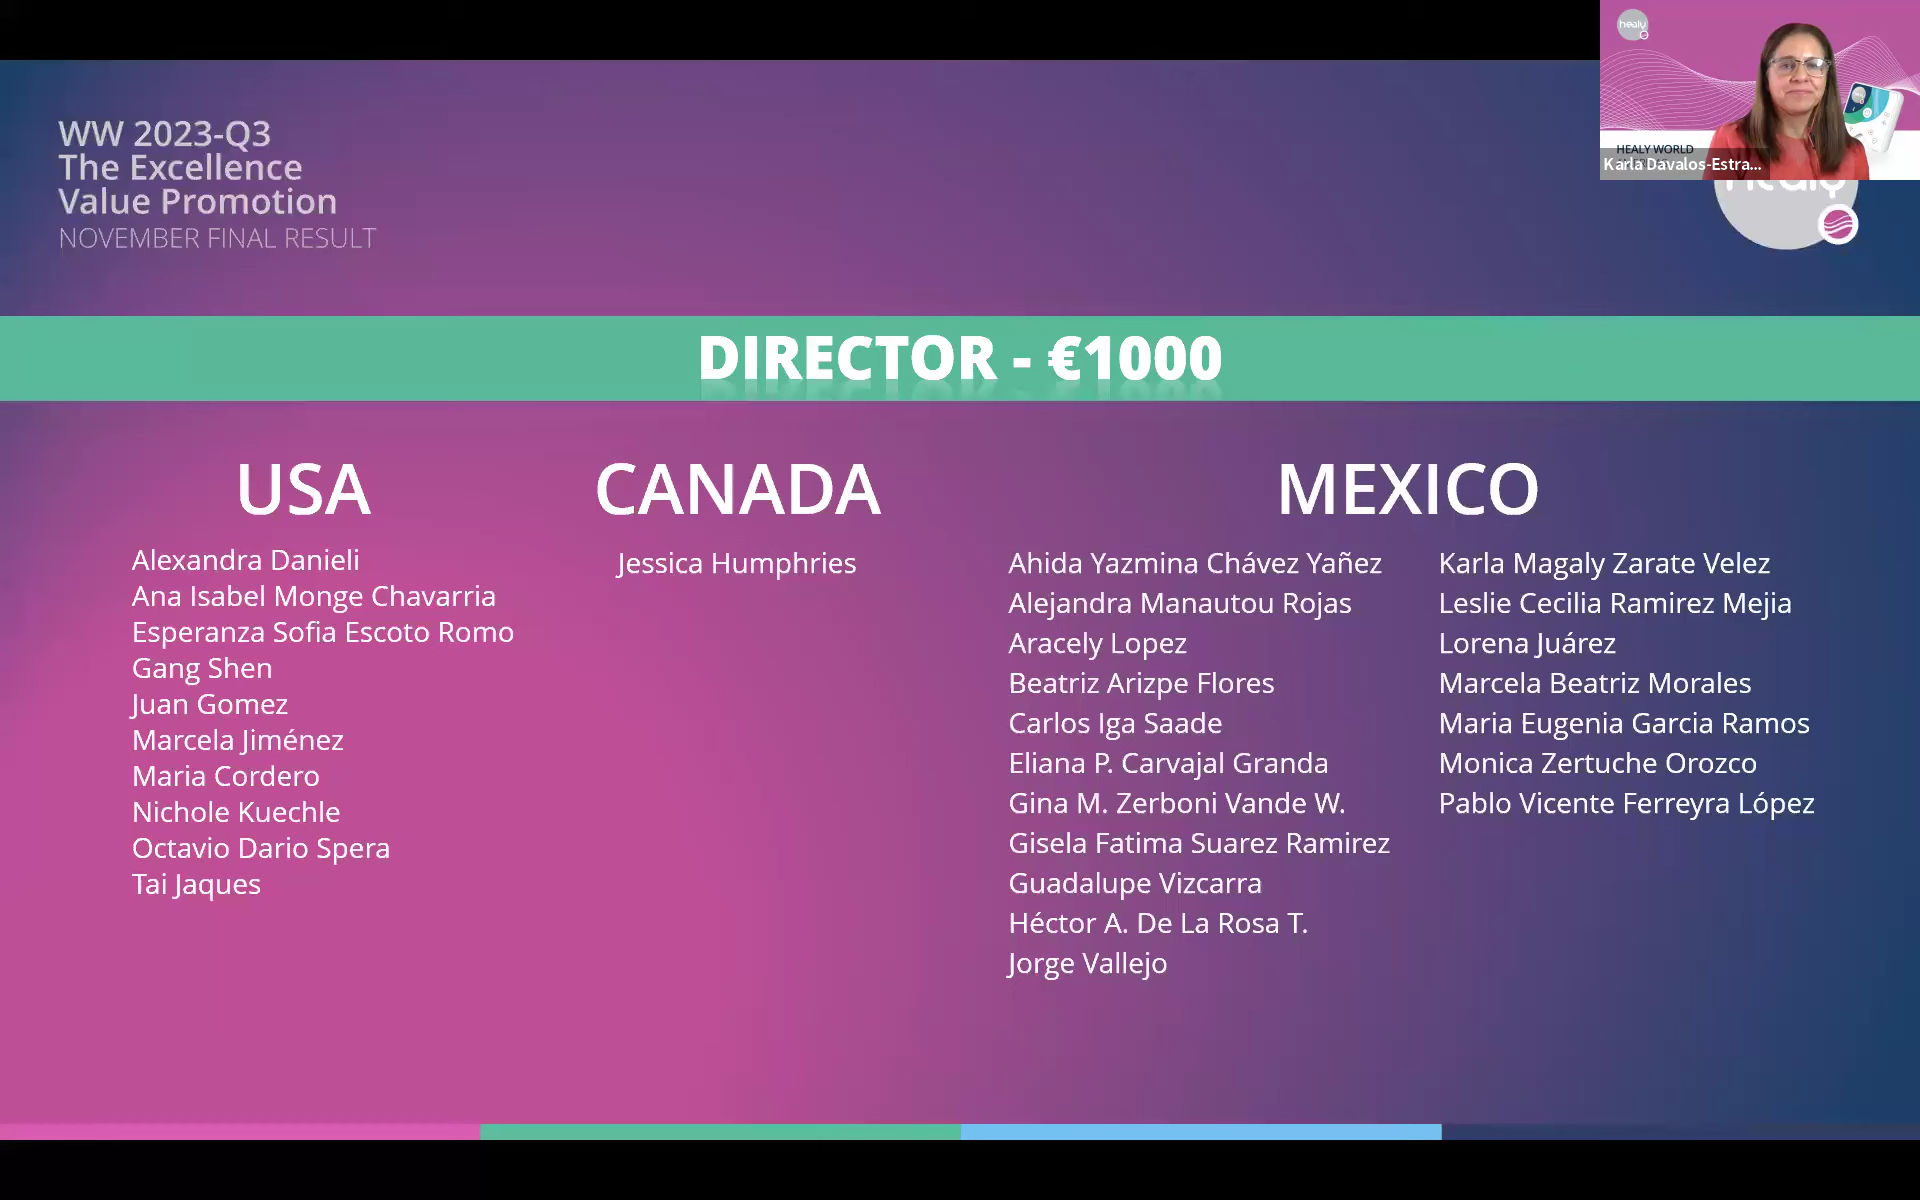 healy
HEALY WORLD
Karla Davalos-Estra...
healy
WW 2023-Q3
The Excellence
Value Promotion
NOVEMBER FINAL RESULT
DIRECTOR - €1000
USA
Alexandra Danieli
Ana Isabel Monge Chavarria
Esperanza Sofia Escoto Romo
Gang Shen
Juan Gomez
Marcela Jiménez
Maria Cordero
Nichole Kuechle
Octavio Dario Spera
Tai Jaques
CANADA
Jessica Humphries
MEXICO
Ahida Yazmina Chávez Yañez
Alejandra Manautou Rojas
Aracely Lopez
Beatriz Arizpe Flores
Carlos Iga Saade
Eliana P. Carvajal Granda
Gina M. Zerboni Vande W.
Gisela Fatima Suarez Ramirez
Guadalupe Vizcarra
Héctor A. De La Rosa T.
Jorge Vallejo
Karla Magaly Zarate Velez
Leslie Cecilia Ramirez Mejia
Lorena Juárez
Marcela Beatriz Morales
Maria Eugenia Garcia Ramos
Monica Zertuche Orozco
Pablo Vicente Ferreyra López